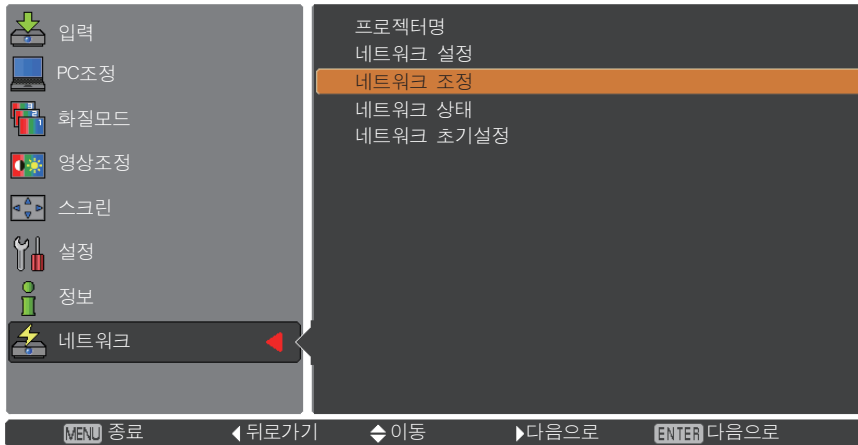 입력
PC조정
화질모드
영상조정
스크린
설정
정보
네트워크
프로젝터명
네트워크 설정
네트워크 조정
네트워크 상태
네트워크 초기설정
MENU 종료 뒤로가기 이동 다음으로 ENTER 다음으로